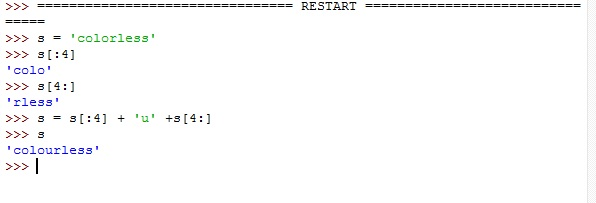 >>> ================================ RESTART ===========================
=====
>>> s = 'colorless'
>>> s[:4]
'colo'
>>> s[4:]
'rless'
>>> s = s[:4] + 'u' +s[4:]
>>> s
'colourless'
>>>